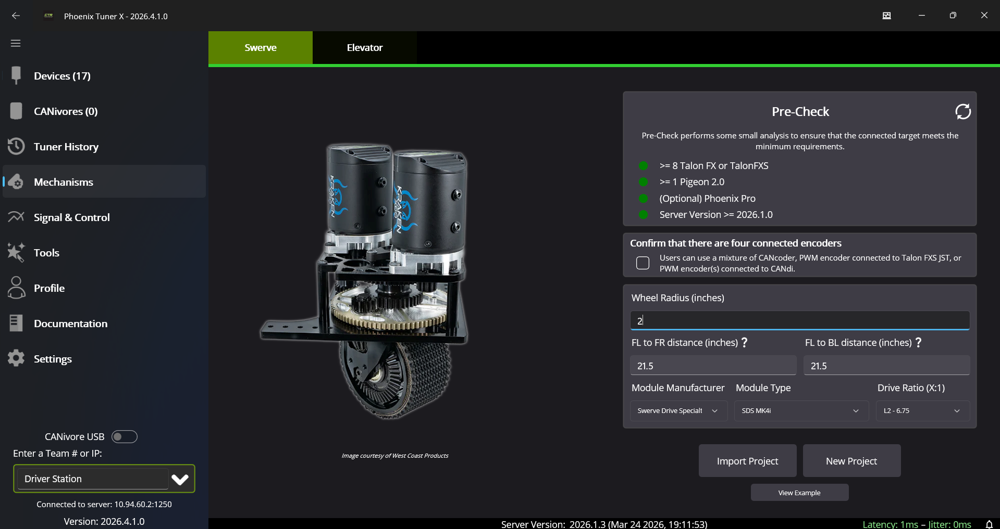 CTR
Phoenix Tuner X - 2026.4.1.0
Devices (17)
CANivores (0)
Tuner History
Mechanisms
Signal & Control
Tools
Profile
Documentation
Settings
CANivore USB
Enter a Team # or IP:
Driver Station
Connected to server: 10.94.60.2:1250
Version: 2026.4.1.0
Swerve
Elevator
KRAKEN
KRAKEN
Image courtesy of West Coast Products
Pre-Check
Pre-Check performs some small analysis to ensure that the connected target meets the
minimum requirements.
>= 8 Talon FX or TalonFXS
>= 1 Pigeon 2.0
(Optional) Phoenix Pro
Server Version >= 2026.1.0
Confirm that there are four connected encoders
Users can use a mixture of CANcoder, PWM encoder connected to Talon FXS JST, or
PWM encoder(s) connected to CANdi.
Wheel Radius (inches)
2
FL to FR distance (inches) ?
FL to BL distance (inches) ?
21.5
21.5
Module Manufacturer
Module Type
Drive Ratio (X:1)
Swerve Drive Specialt
SDS MK4i
L2 - 6.75
Import Project
New Project
View Example
Server Version: 2026.1.3 (Mar 24 2026, 19:11:53)
Latency: 1ms – Jitter: 0ms